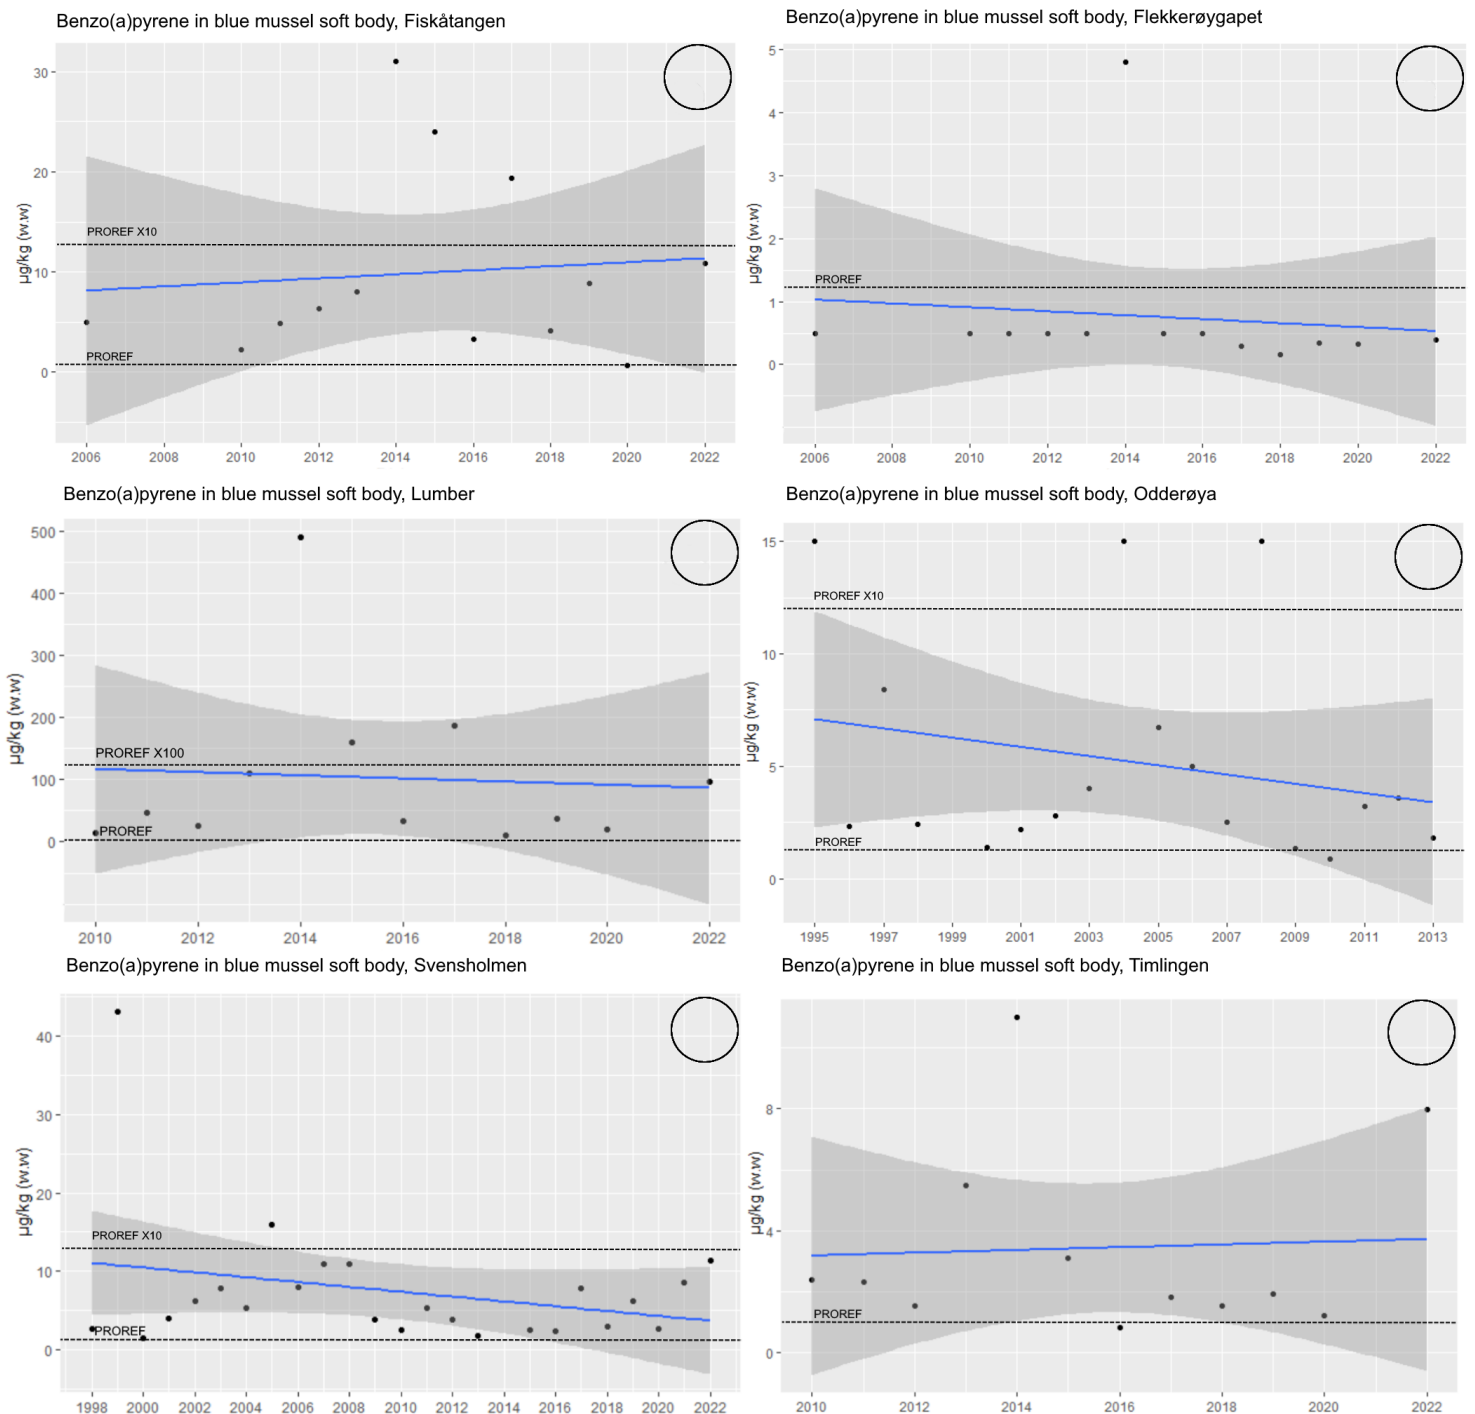 Benzo(a)pyrene in blue mussel soft body, Fiskåtangen
30
20
10
0
µg/kg (w.w)
PROREF X10
PROREF
2006 2008 2010 2012 2014 2016 2018 2020 2022
Benzo(a)pyrene in blue mussel soft body, Flekkerøygapet
5
4
3
2
1
0
µg/kg (w.w)
PROREF
2006 2008 2010 2012 2014 2016 2018 2020 2022
Benzo(a)pyrene in blue mussel soft body, Lumber
500
400
300
200
100
0
µg/kg (w.w)
PROREF X100
PROREF
2010 2012 2014 2016 2018 2020 2022
Benzo(a)pyrene in blue mussel soft body, Odderøya
15
10
5
0
µg/kg (w.w)
PROREF X10
PROREF
1995 1997 1999 2001 2003 2005 2007 2009 2011 2013
Benzo(a)pyrene in blue mussel soft body, Svensholmen
40
30
20
10
0
µg/kg (w.w)
PROREF X10
PROREF
1998 2000 2002 2004 2006 2008 2010 2012 2014 2016 2018 2020 2022
Benzo(a)pyrene in blue mussel soft body, Timlingen
8
4
0
µg/kg (w.w)
PROREF
2010 2012 2014 2016 2018 2020 2022